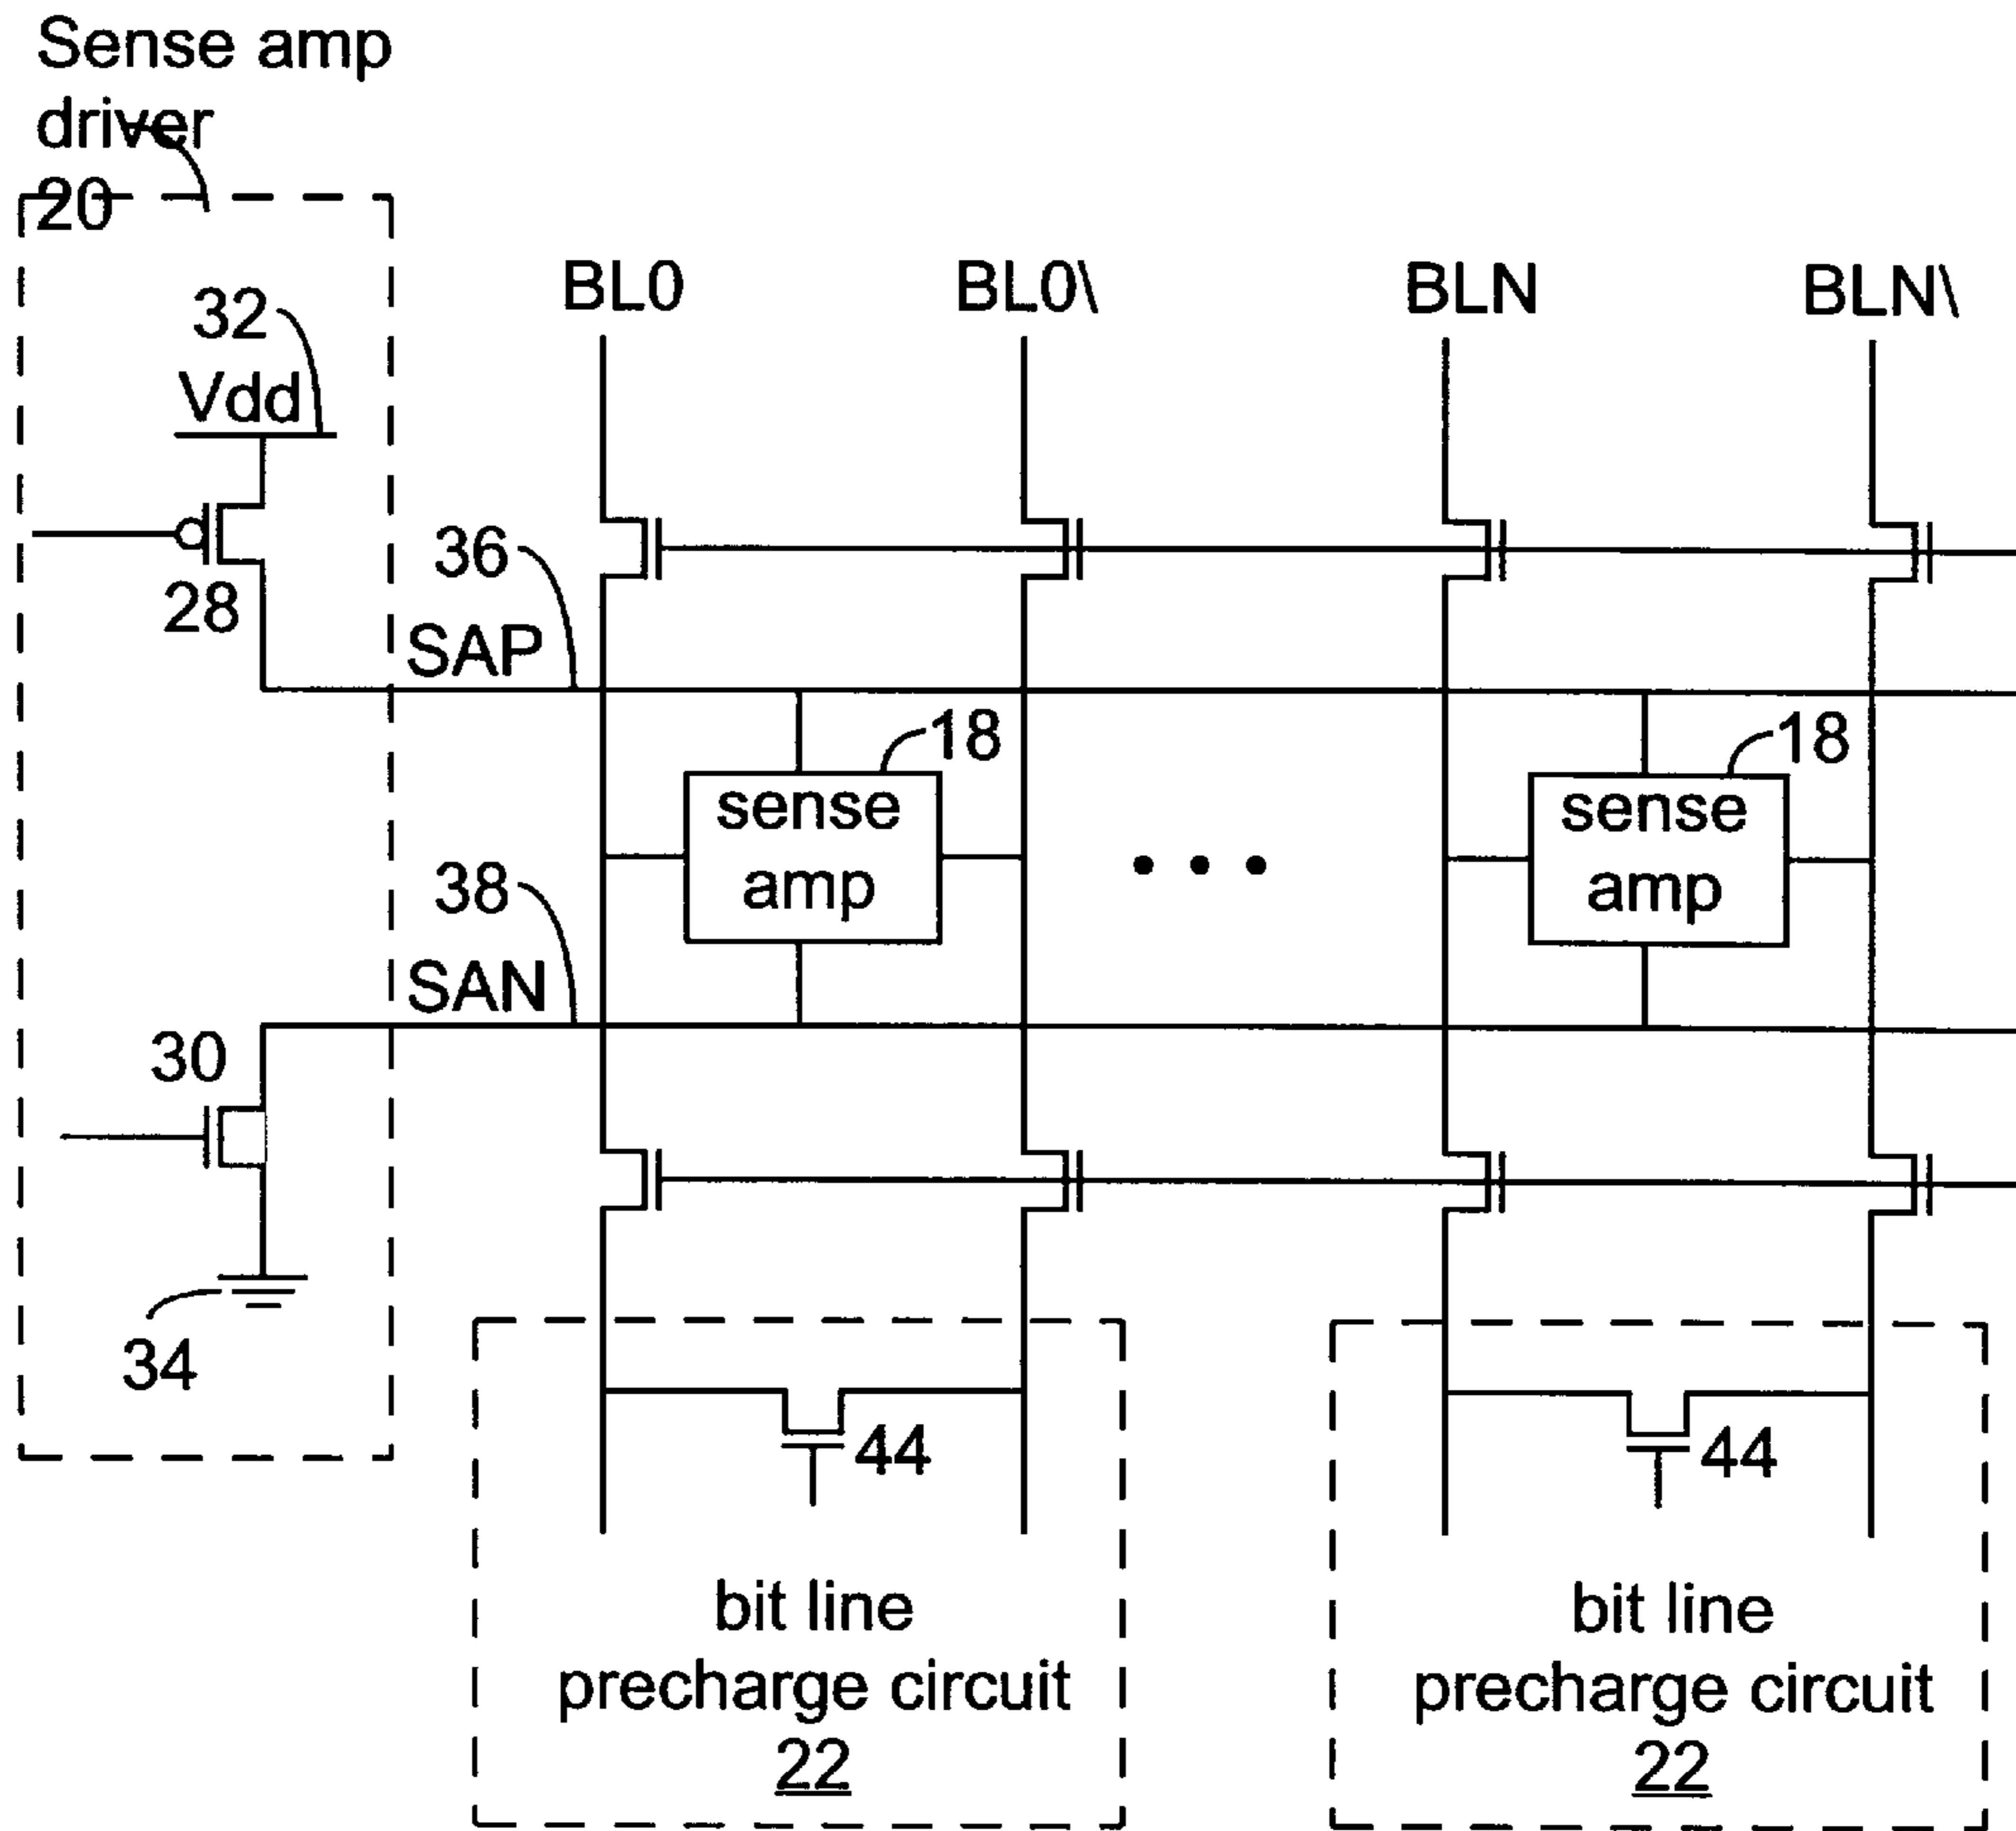 Sense amp
driver
20
BL0
BL0\
BLN
BLN\
32
Vdd
28
36
SAP
18
sense
amp
18
sense
amp
38
SAN
30
34
44
44
bit line
precharge circuit
22
bit line
precharge circuit
22